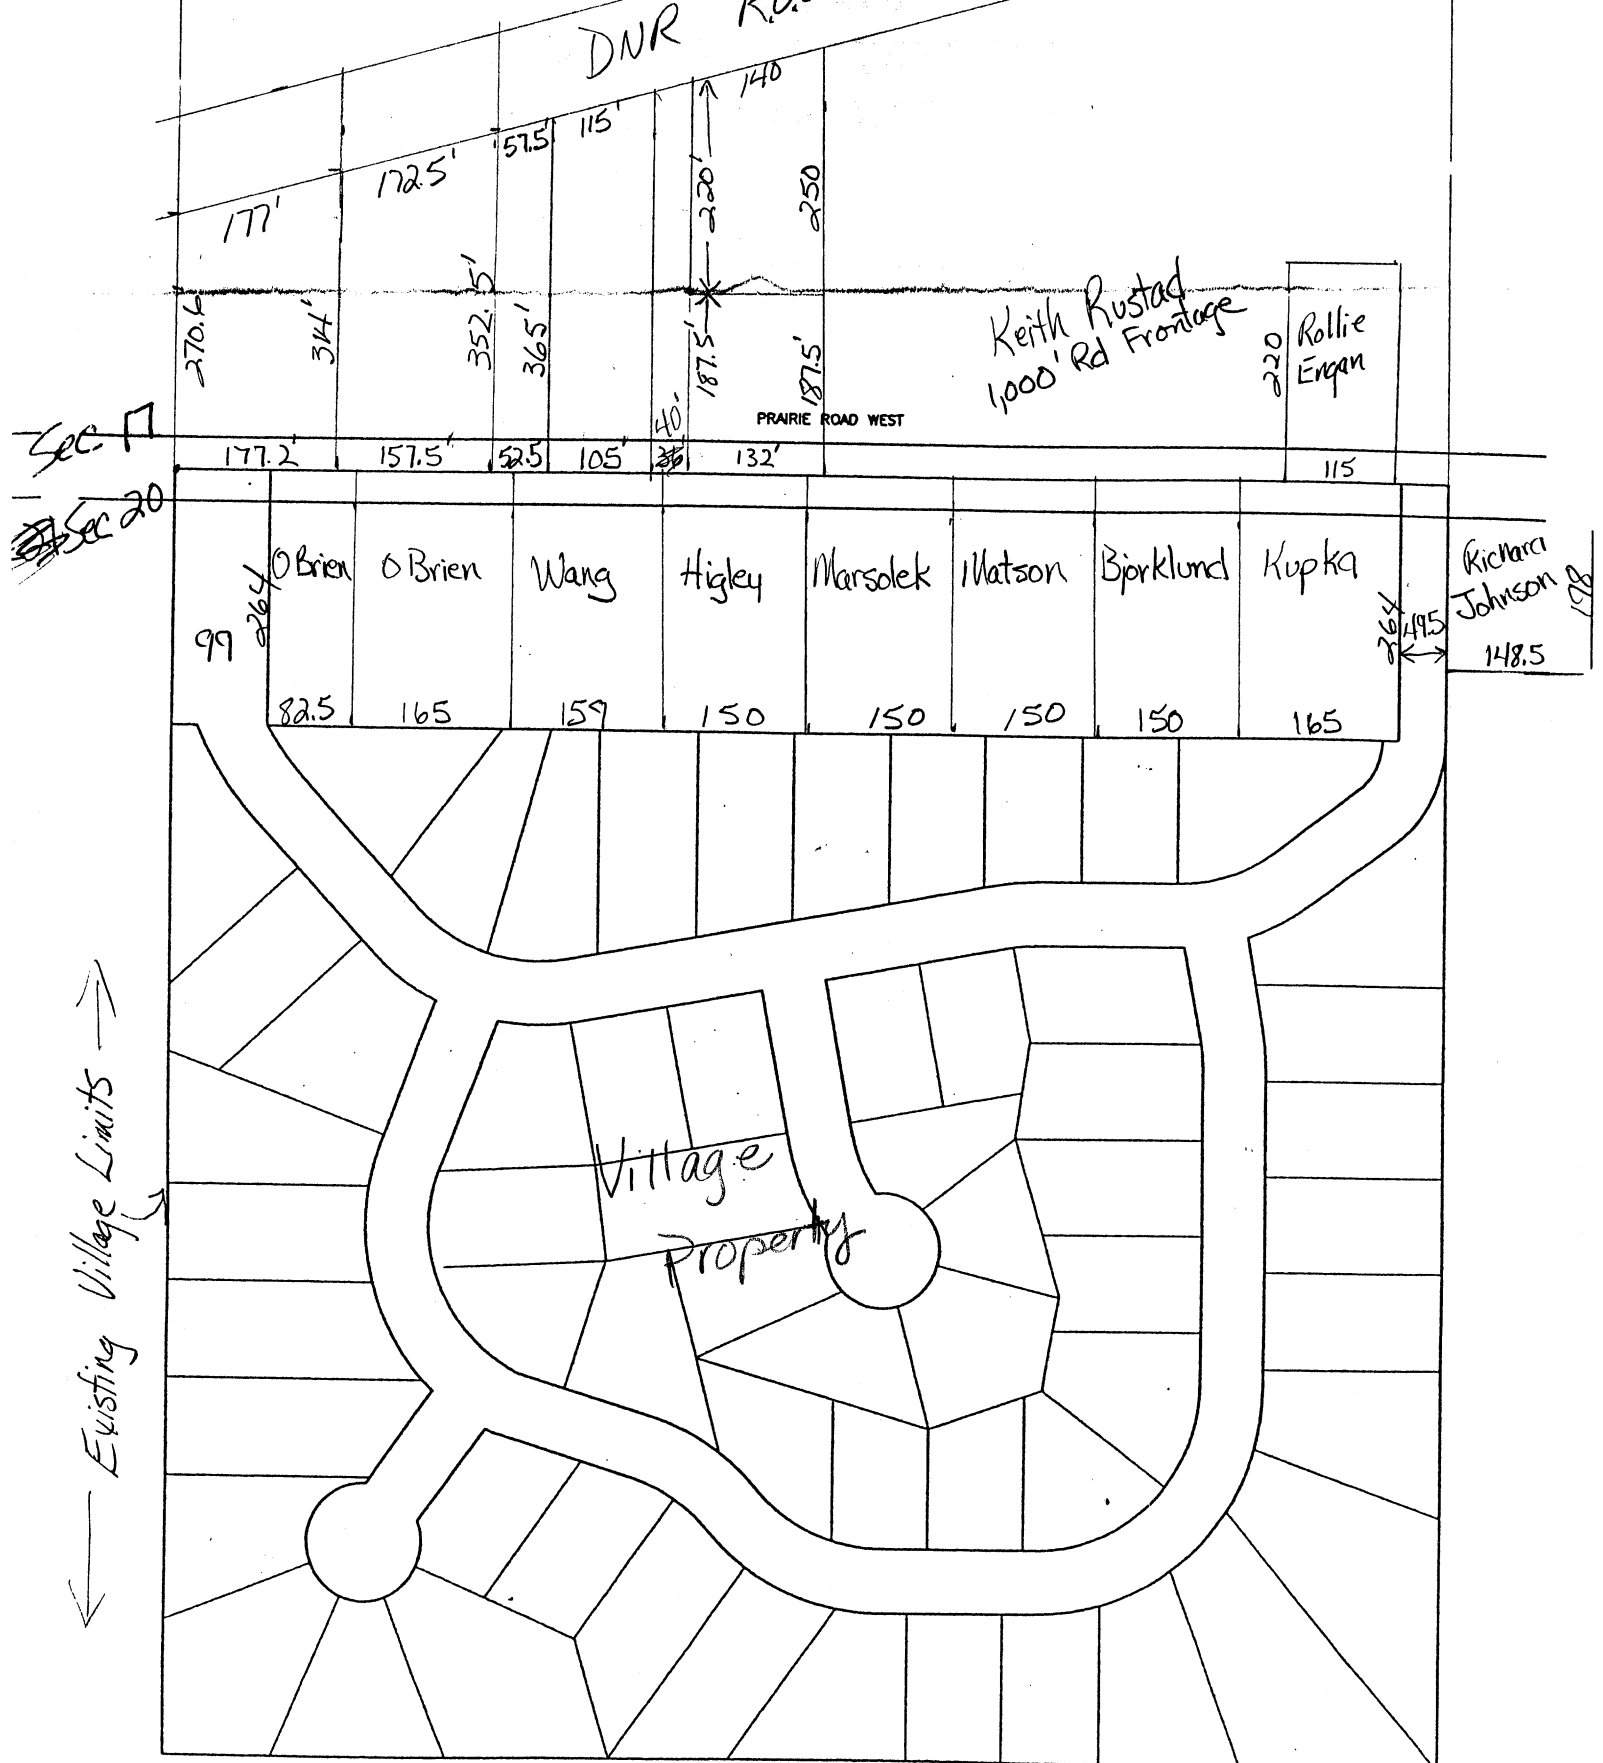 DNR R.O.
140
115'
57.5'
172.5'
177'
220'
250
270.6
314'
352.5'
365'
187.5'
187.5'
Keith Rustad
1,000' Rd Frontage
220
Rollie
Engan
40'
PRAIRIE ROAD WEST
Sec. 17
177.2'
157.5'
52.5
105'
132'
115
Sec 20
O Brien
O Brien
Wang
Higley
Marsolek
Matson
Bjorklund
Kupka
Richard
Johnson
198
99
264
264
49.5
148.5
82.5
165
159
150
150
150
150
165
Village
Property
Existing Village Limits